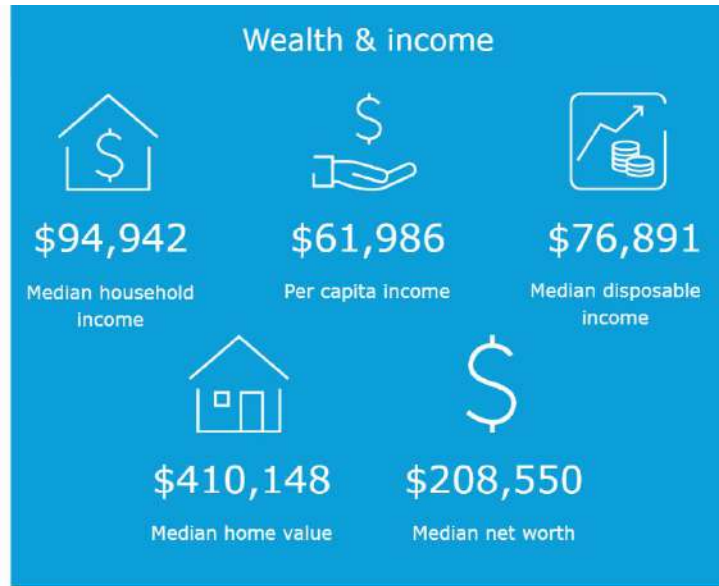 Wealth & income
$94,942
Median household
income
$61,986
Per capita income
$76,891
Median disposable
income
$410,148
Median home value
$208,550
Median net worth